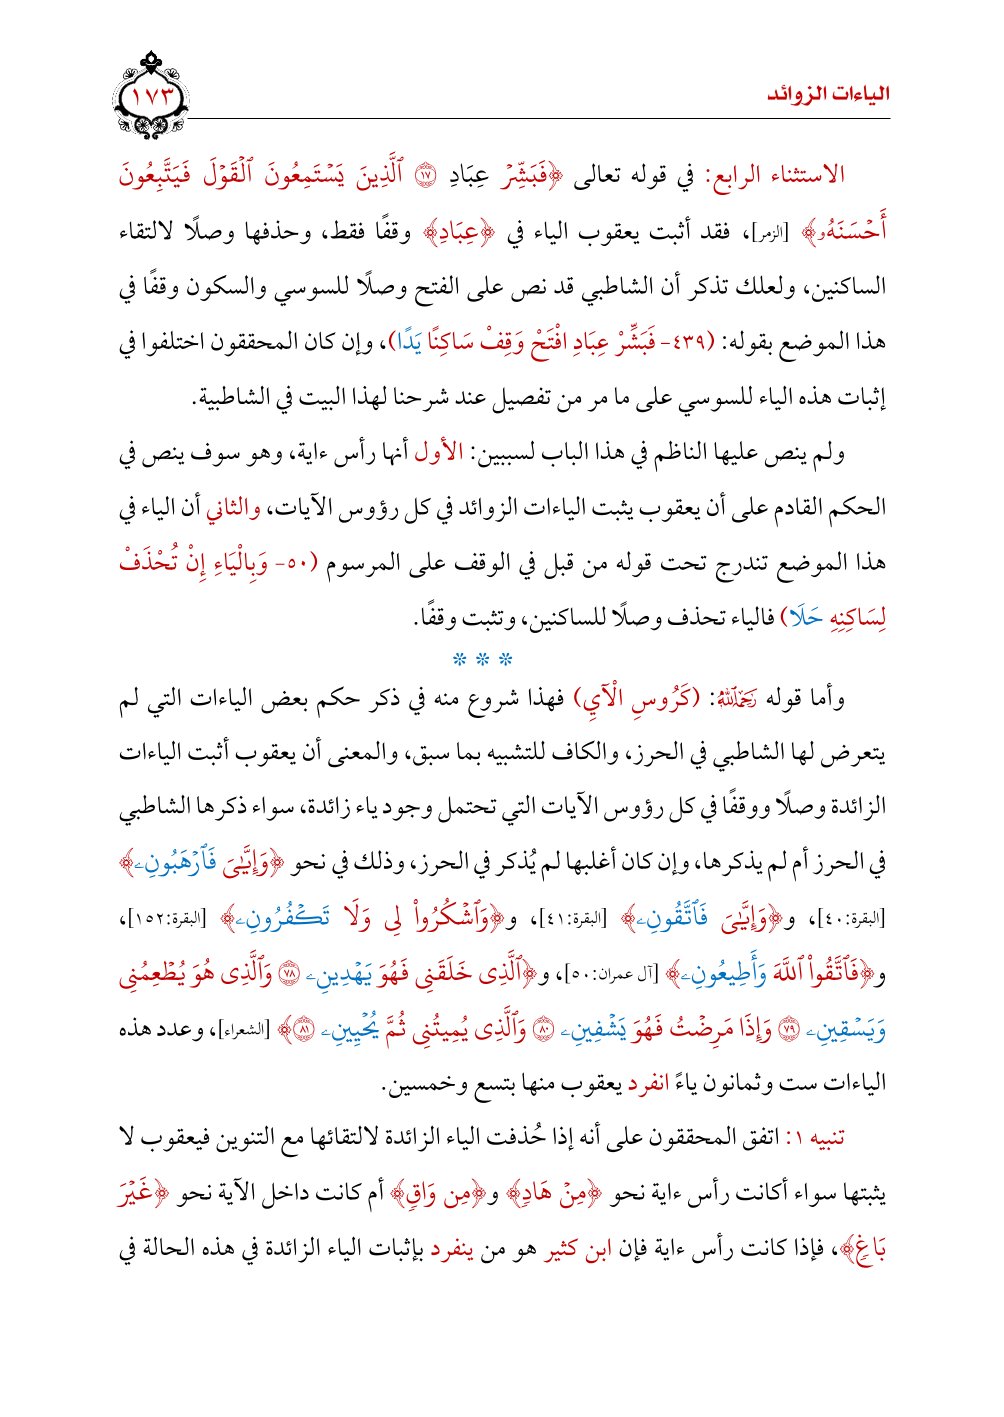 الياءات الزوائد
١٧٣
الاستثناء الرابع: في قوله تعالى ﴿فَبَشِّرۡ عِبَادِ ١٧ ٱلَّذِينَ يَسۡتَمِعُونَ ٱلۡقَوۡلَ فَيَتَّبِعُونَ
أَحۡسَنَهُۥ﴾ [الزمر]، فقد أثبت يعقوب الياء في ﴿عِبَادِ﴾ وقفًا فقط، وحذفها وصلًا لالتقاء
الساكنين، ولعلك تذكر أن الشاطبي قد نص على الفتح وصلًا للسوسي والسكون وقفًا في
هذا الموضع بقوله: (٤٣٩- فَبَشِّرْ عِبَادِ افْتَحْ وَقِفْ سَاكِنًا يَدًا)، وإن كان المحققون اختلفوا في
إثبات هذه الياء للسوسي على ما مر من تفصيل عند شرحنا لهذا البيت في الشاطبية.
ولم ينص عليها الناظم في هذا الباب لسببين: الأول أنها رأس ءاية، وهو سوف ينص في
الحكم القادم على أن يعقوب يثبت الياءات الزوائد في كل رؤوس الآيات، والثاني أن الياء في
هذا الموضع تندرج تحت قوله من قبل في الوقف على المرسوم (٥٠- وَبِالْيَاءِ إِنْ تُحْذَفْ
لِسَاكِنِهِ حَلَا) فالياء تحذف وصلًا للساكنين، وتثبت وقفًا.
* * *
وأما قوله رَحِمَهُ ٱللَّهُ: (كَرُوسِ الْآيِ) فهذا شروع منه في ذكر حكم بعض الياءات التي لم
يتعرض لها الشاطبي في الحرز، والكاف للتشبيه بما سبق، والمعنى أن يعقوب أثبت الياءات
الزائدة وصلًا ووقفًا في كل رؤوس الآيات التي تحتمل وجود ياء زائدة، سواء ذكرها الشاطبي
في الحرز أم لم يذكرها، وإن كان أغلبها لم يُذكر في الحرز، وذلك في نحو ﴿وَإِيَّٰيَ فَٱرۡهَبُونِۦ﴾
[البقرة:٤٠]، و﴿وَإِيَّٰيَ فَٱتَّقُونِۦ﴾ [البقرة:٤١]، و﴿وَٱشۡكُرُواْ لِي وَلَا تَكۡفُرُونِۦ﴾ [البقرة:١٥٢]،
و﴿فَٱتَّقُواْ ٱللَّهَ وَأَطِيعُونِۦ﴾ [آل عمران:٥٠]، و﴿ٱلَّذِي خَلَقَنِي فَهُوَ يَهۡدِينِۦ ٧٨ وَٱلَّذِي هُوَ يُطۡعِمُنِي
وَيَسۡقِينِۦ ٧٩ وَإِذَا مَرِضۡتُ فَهُوَ يَشۡفِينِۦ ٨٠ وَٱلَّذِي يُمِيتُنِي ثُمَّ يُحۡيِينِۦ ٨١﴾ [الشعراء]، وعدد هذه
الياءات ست وثمانون ياءً انفرد يعقوب منها بتسع وخمسين.
تنبيه ١: اتفق المحققون على أنه إذا حُذفت الياء الزائدة لالتقائها مع التنوين فيعقوب لا
يثبتها سواء أكانت رأس ءاية نحو ﴿مِنۡ هَادٖ﴾ و﴿مِن وَاقٖ﴾ أم كانت داخل الآية نحو ﴿غَيۡرَ
بَاغٖ﴾، فإذا كانت رأس ءاية فإن ابن كثير هو من ينفرد بإثبات الياء الزائدة في هذه الحالة في